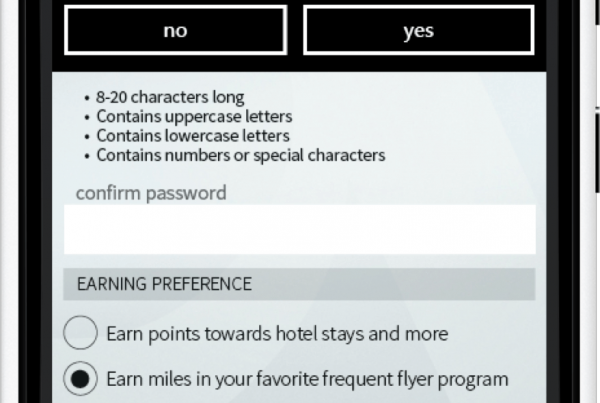 no
yes
• 8-20 characters long
• Contains uppercase letters
• Contains lowercase letters
• Contains numbers or special characters
confirm password
EARNING PREFERENCE
Earn points towards hotel stays and more
Earn miles in your favorite frequent flyer program